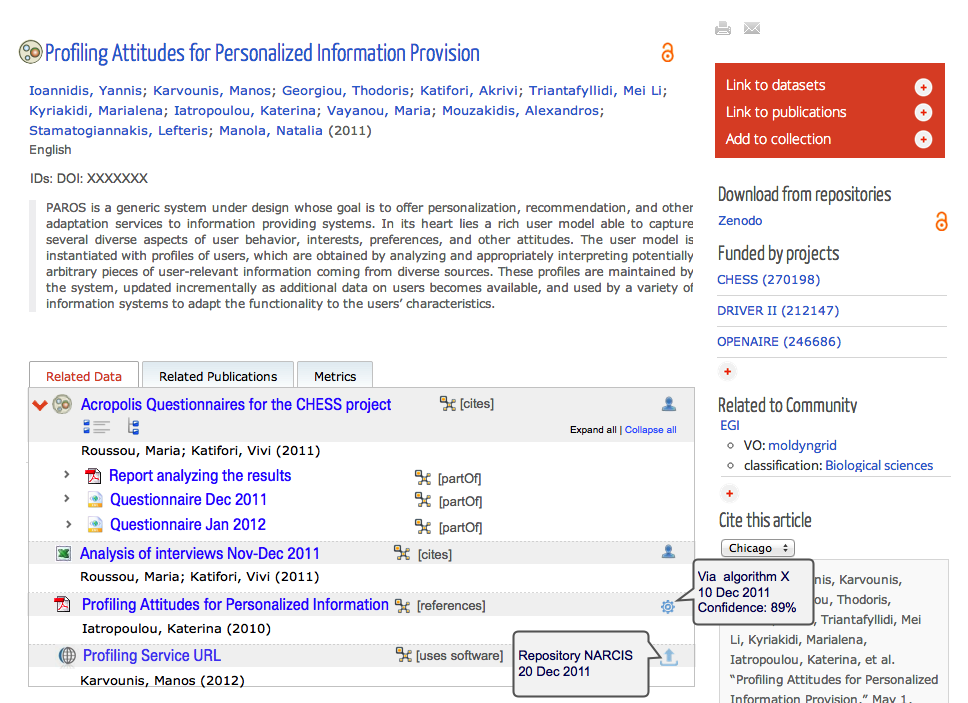 Profiling Attitudes for Personalized Information Provision
Ioannidis, Yannis; Karvounis, Manos; Georgiou, Thodoris; Katifori, Akrivi; Triantafyllidi, Mei Li;
Kyriakidi, Marialena; Iatropoulou, Katerina; Vayanou, Maria; Mouzakidis, Alexandros;
Stamatogiannakis, Lefteris; Manola, Natalia (2011)
English
IDs: DOI: XXXXXXX
PAROS is a generic system under design whose goal is to offer personalization, recommendation, and other
adaptation services to information providing systems. In its heart lies a rich user model able to capture
several diverse aspects of user behavior, interests, preferences, and other attitudes. The user model is
instantiated with profiles of users, which are obtained by analyzing and appropriately interpreting potentially
arbitrary pieces of user-relevant information coming from diverse sources. These profiles are maintained by
the system, updated incrementally as additional data on users becomes available, and used by a variety of
information systems to adapt the functionality to the users' characteristics.
Related Data
Related Publications
Metrics
Acropolis Questionnaires for the CHESS project [cites]
Expand all | Collapse all
Roussou, Maria; Katifori, Vivi (2011)
Report analyzing the results [partOf]
Questionnaire Dec 2011 [partOf]
Questionnaire Jan 2012 [partOf]
Analysis of interviews Nov-Dec 2011 [cites]
Roussou, Maria; Katifori, Vivi (2011)
Profiling Attitudes for Personalized Information [references]
Iatropoulou, Katerina (2010)
Profiling Service URL [uses software]
Karvounis, Manos (2012)
Repository NARCIS
20 Dec 2011
Via algorithm X
10 Dec 2011
Confidence: 89%
Link to datasets
Link to publications
Add to collection
Download from repositories
Zenodo
Funded by projects
CHESS (270198)
DRIVER II (212147)
OPENAIRE (246686)
Related to Community
EGI
VO: moldyngrid
classification: Biological sciences
Cite this article
Chicago
nis, Karvounis,
ou, Thodoris,
, Triantafyllidi, Mei
Li, Kyriakidi, Marialena,
Iatropoulou, Katerina, et al.
“Profiling Attitudes for Personalized
Information Provision.” May 1,